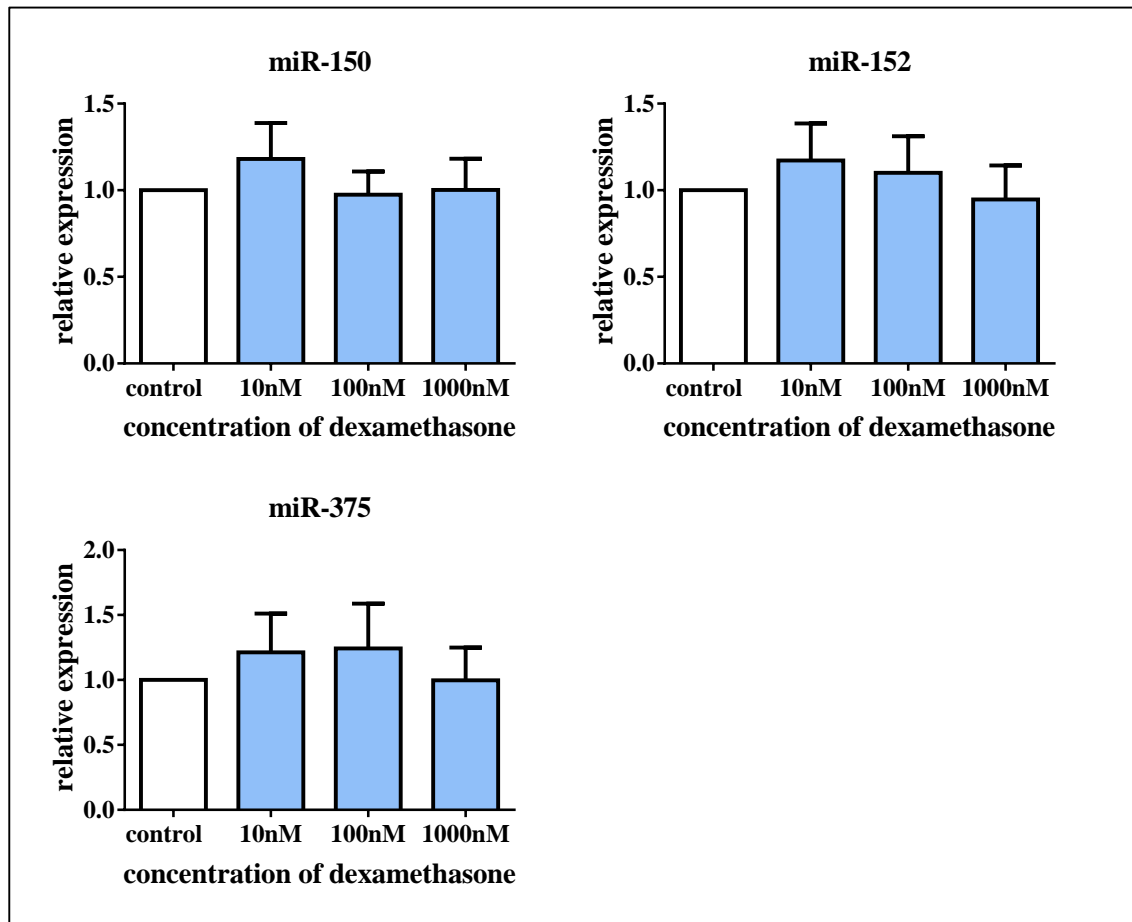 miR-150
relative expression
1.5
1.0
0.5
0.0
control 10nM 100nM 1000nM
concentration of dexamethasone
miR-152
relative expression
1.5
1.0
0.5
0.0
control 10nM 100nM 1000nM
concentration of dexamethasone
miR-375
relative expression
2.0
1.5
1.0
0.5
0.0
control 10nM 100nM 1000nM
concentration of dexamethasone